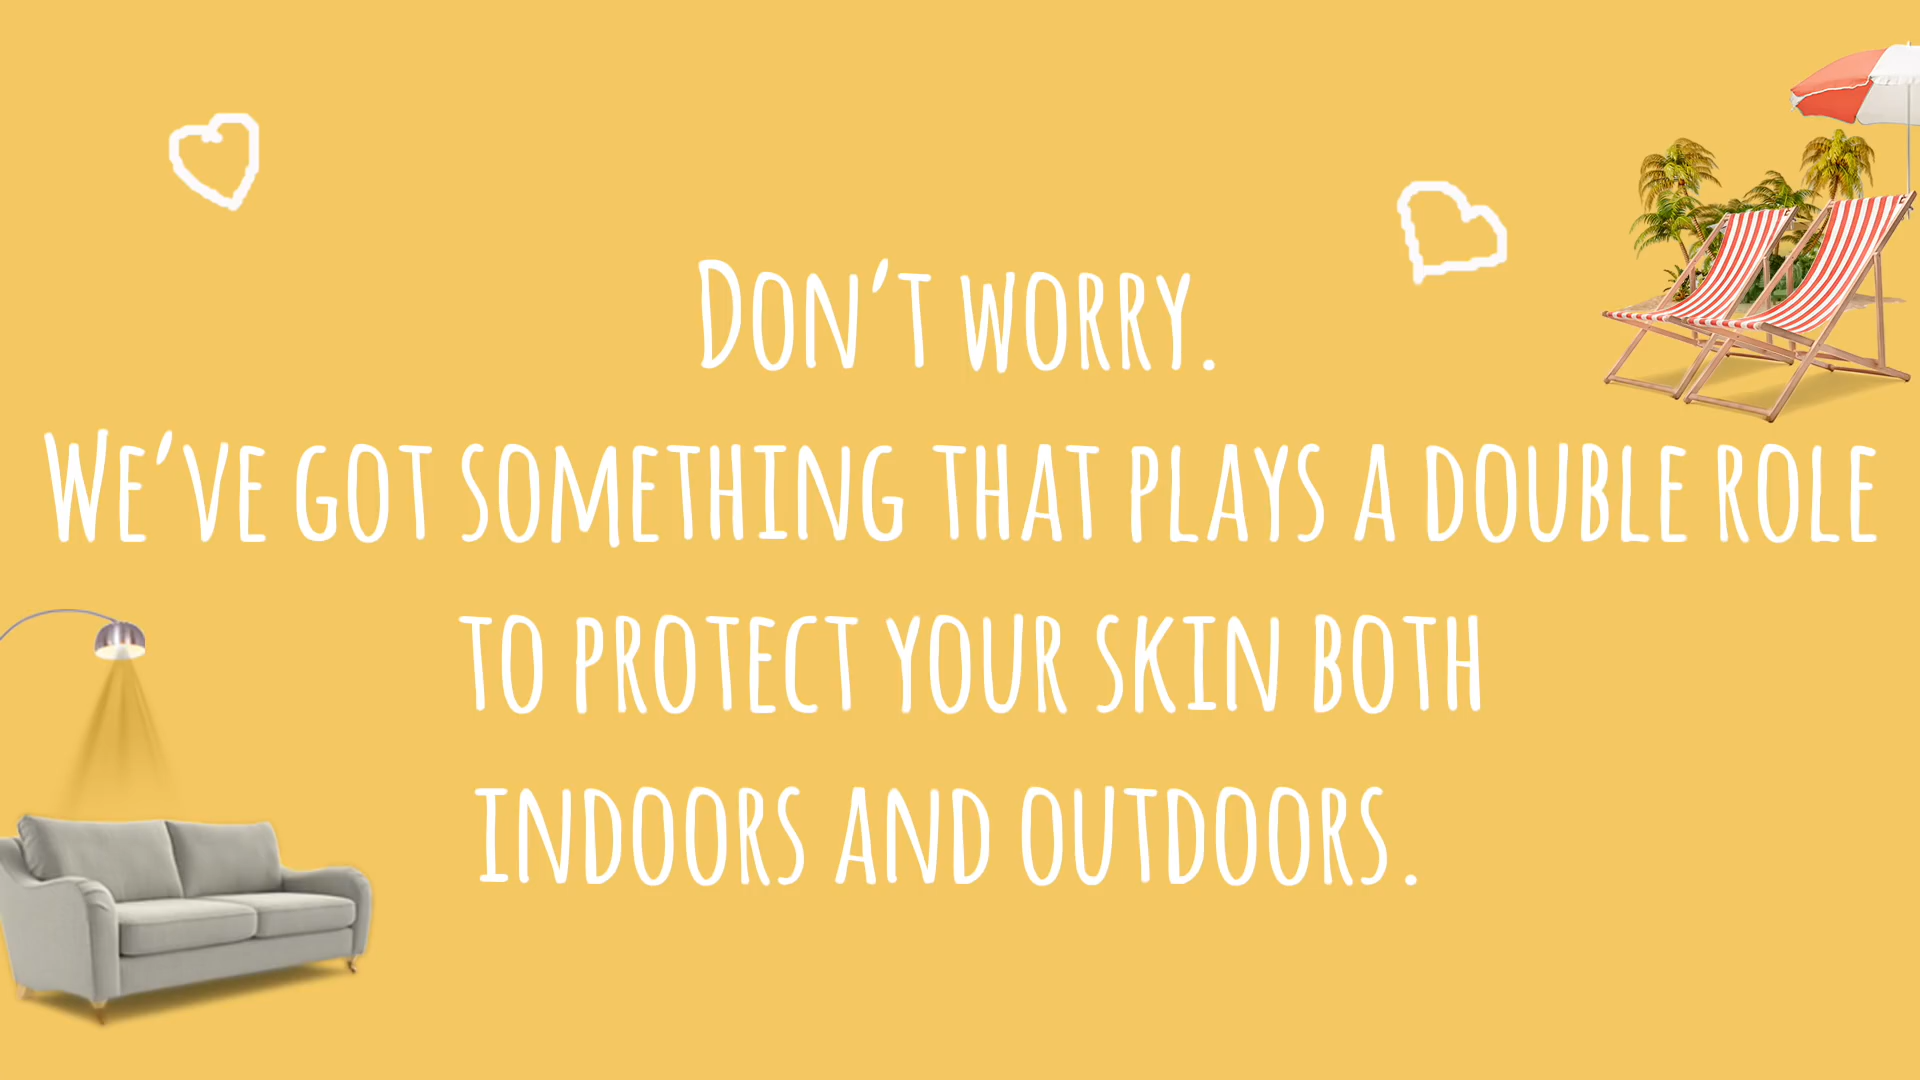 Don't worry.
We've got something that plays a double role
to protect your skin both
indoors and outdoors.